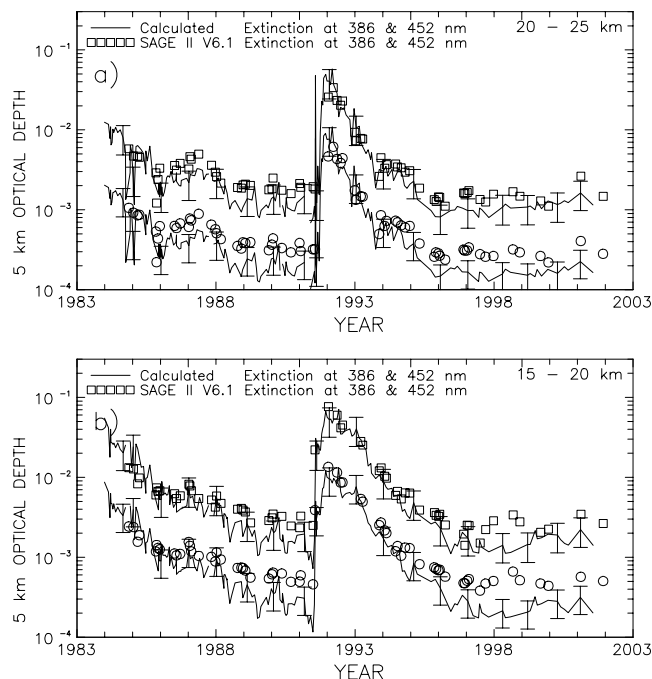 Calculated Extinction at 386 & 452 nm 20 – 25 km
SAGE II V6.1 Extinction at 386 & 452 nm
a)
5 km OPTICAL DEPTH
10⁻¹
10⁻²
10⁻³
10⁻⁴
1983 1988 1993 1998 2003
YEAR
Calculated Extinction at 386 & 452 nm 15 – 20 km
SAGE II V6.1 Extinction at 386 & 452 nm
5 km OPTICAL DEPTH
10⁻¹
10⁻²
10⁻³
10⁻⁴
1983 1988 1993 1998 2003
YEAR